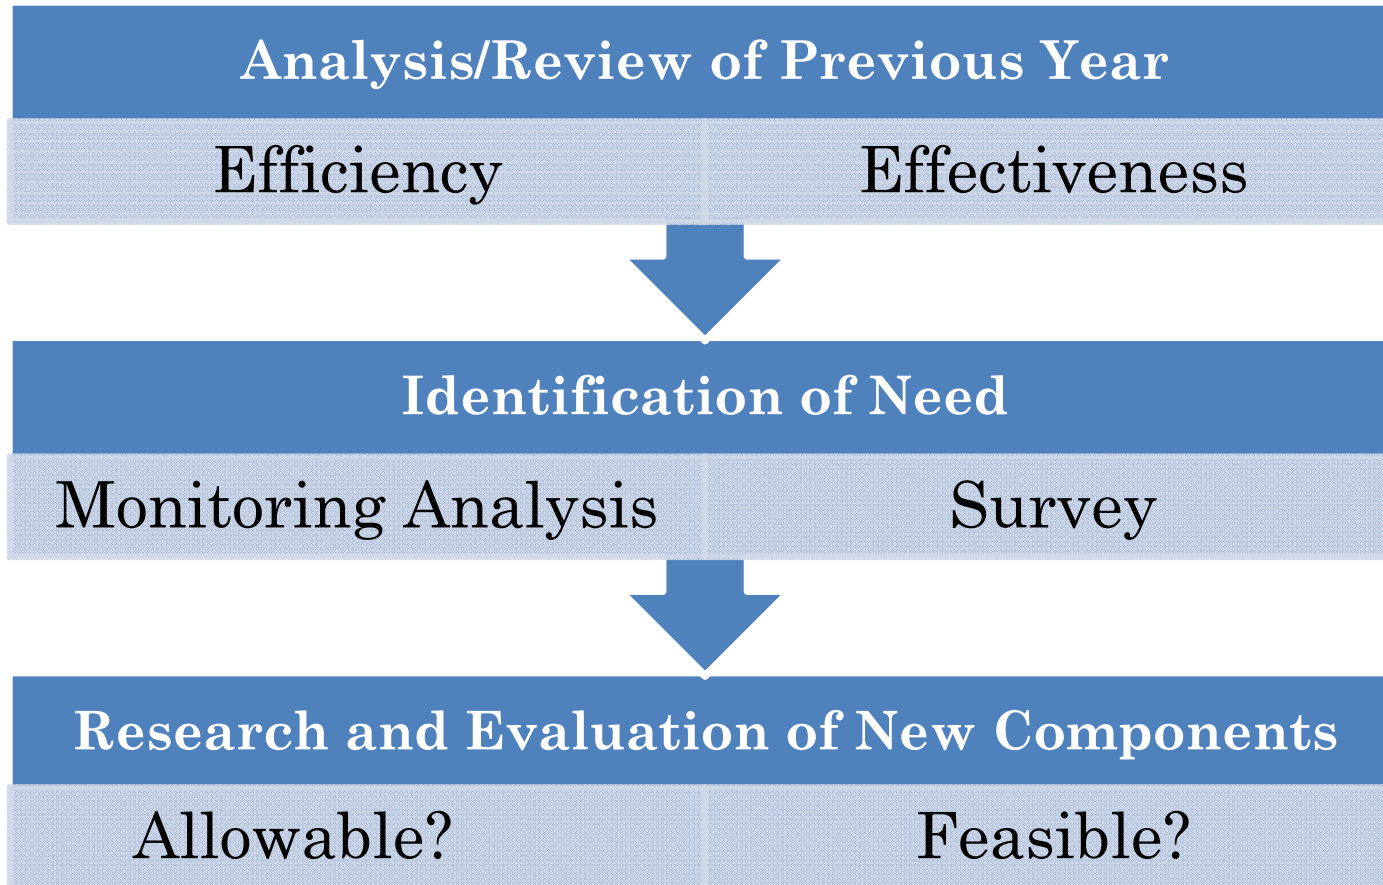 Analysis/Review of Previous Year
Efficiency
Effectiveness
Identification of Need
Monitoring Analysis
Survey
Research and Evaluation of New Components
Allowable?
Feasible?